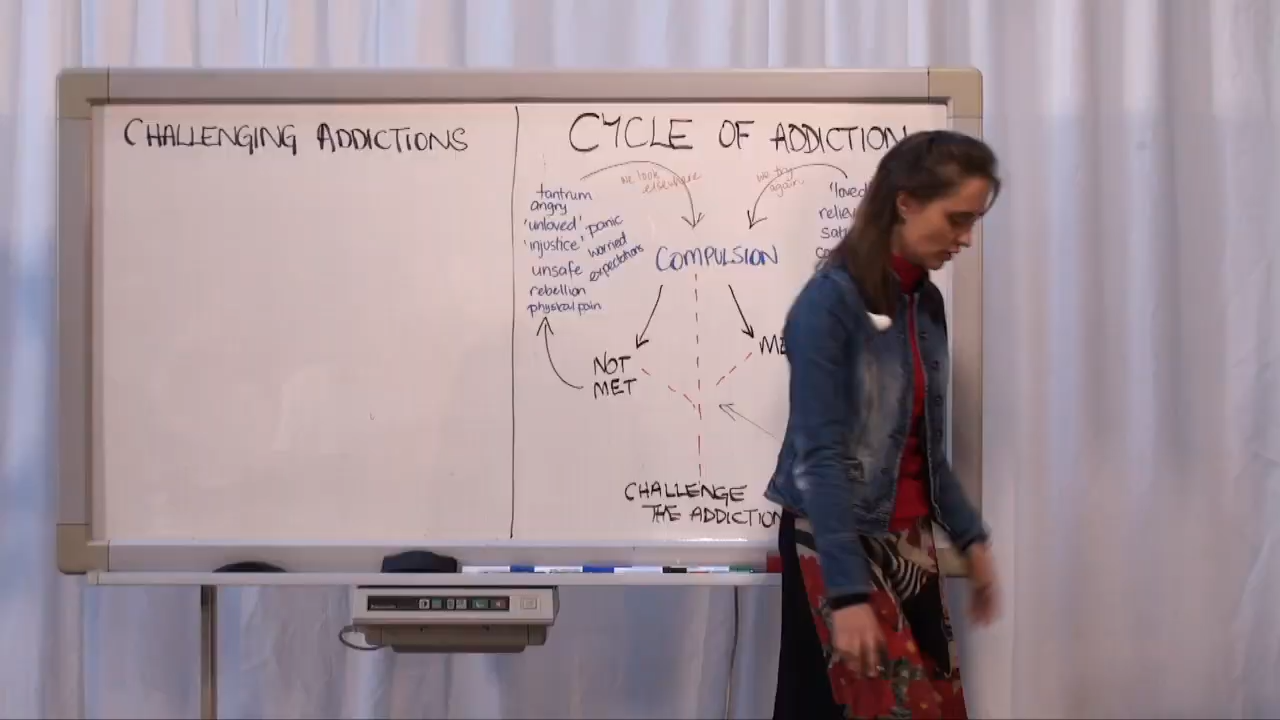 CHALLENGING ADDICTIONS
CYCLE OF ADDICTION
we look
elsewhere
we try
again
tantrum
angry
'unloved' panic
'injustice' worried
unsafe expectations
rebellion
physical pain
'loved
COMPULSION
NOT
MET
CHALLENGE
THE ADDICTION